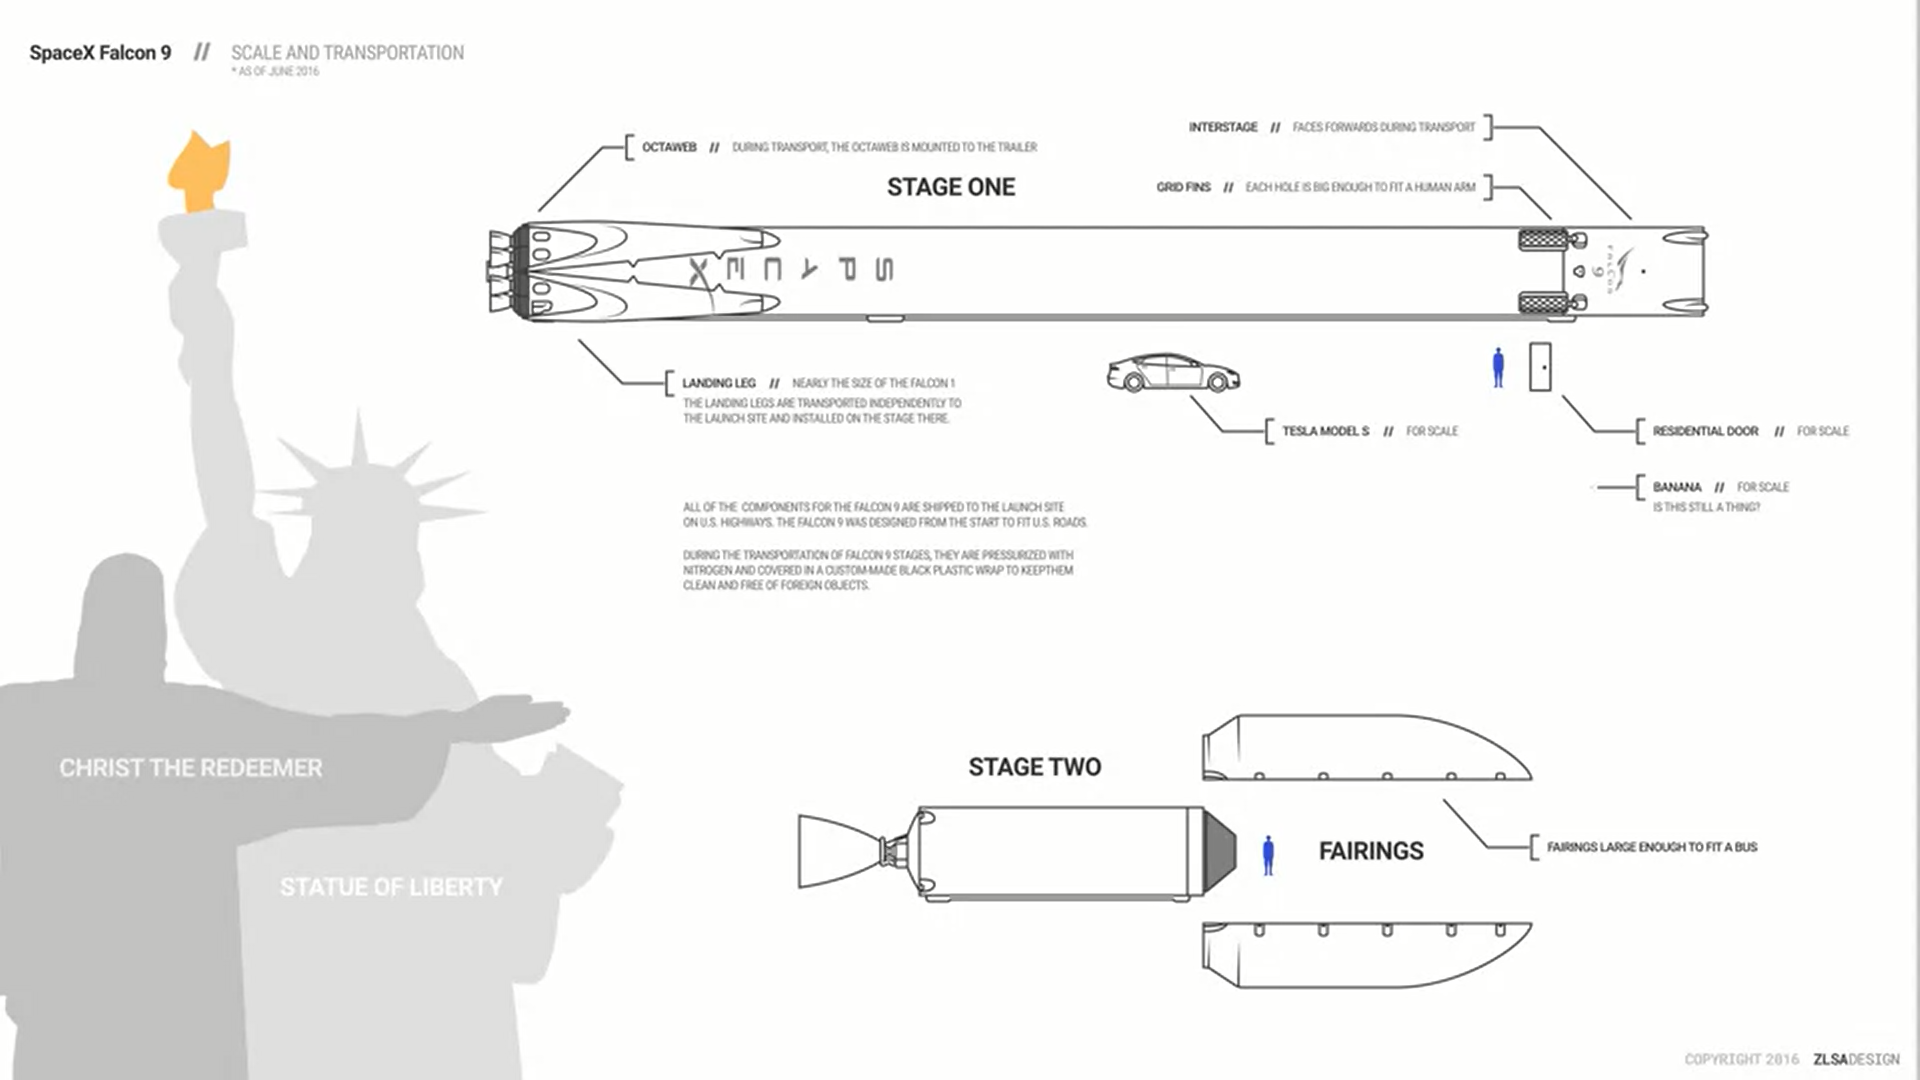 SpaceX Falcon 9 // SCALE AND TRANSPORTATION
* AS OF JUNE 2016
INTERSTAGE // FACES FORWARDS DURING TRANSPORT
OCTAWEB // DURING TRANSPORT, THE OCTAWEB IS MOUNTED TO THE TRAILER
STAGE ONE
GRID FINS // EACH HOLE IS BIG ENOUGH TO FIT A HUMAN ARM
SPACEX
FALCON 9
LANDING LEG // NEARLY THE SIZE OF THE FALCON 1
THE LANDING LEGS ARE TRANSPORTED INDEPENDENTLY TO
THE LAUNCH SITE AND INSTALLED ON THE STAGE THERE.
TESLA MODEL S // FOR SCALE
RESIDENTIAL DOOR // FOR SCALE
BANANA // FOR SCALE
IS THIS STILL A THING?
ALL OF THE COMPONENTS FOR THE FALCON 9 ARE SHIPPED TO THE LAUNCH SITE
ON U.S. HIGHWAYS. THE FALCON 9 WAS DESIGNED FROM THE START TO FIT U.S. ROADS.
DURING THE TRANSPORTATION OF FALCON 9 STAGES, THEY ARE PRESSURIZED WITH
NITROGEN AND COVERED IN A CUSTOM-MADE BLACK PLASTIC WRAP TO KEEPTHEM
CLEAN AND FREE OF FOREIGN OBJECTS.
CHRIST THE REDEEMER
STATUE OF LIBERTY
STAGE TWO
FAIRINGS
FAIRINGS LARGE ENOUGH TO FIT A BUS
COPYRIGHT 2016 ZLSADESIGN